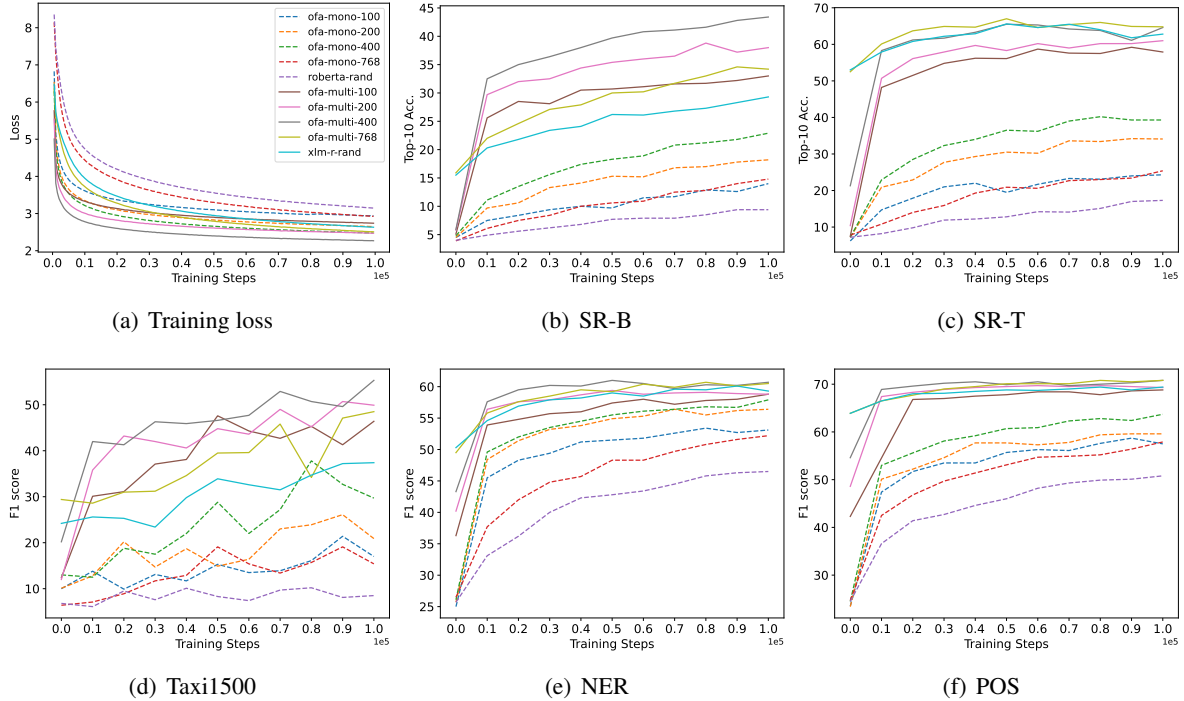 8
7
6
5
4
3
2
Loss
0.0 0.1 0.2 0.3 0.4 0.5 0.6 0.7 0.8 0.9 1.0
Training Steps
1e5
ofa-mono-100
ofa-mono-200
ofa-mono-400
ofa-mono-768
roberta-rand
ofa-multi-100
ofa-multi-200
ofa-multi-400
ofa-multi-768
xlm-r-rand
(a) Training loss
45
40
35
30
25
20
15
10
5
Top-10 Acc.
0.0 0.1 0.2 0.3 0.4 0.5 0.6 0.7 0.8 0.9 1.0
Training Steps
1e5
(b) SR-B
70
60
50
40
30
20
10
Top-10 Acc.
0.0 0.1 0.2 0.3 0.4 0.5 0.6 0.7 0.8 0.9 1.0
Training Steps
1e5
(c) SR-T
50
40
30
20
10
F1 score
0.0 0.1 0.2 0.3 0.4 0.5 0.6 0.7 0.8 0.9 1.0
Training Steps
1e5
(d) Taxi1500
60
55
50
45
40
35
30
25
F1 score
0.0 0.1 0.2 0.3 0.4 0.5 0.6 0.7 0.8 0.9 1.0
Training Steps
1e5
(e) NER
70
60
50
40
30
F1 score
0.0 0.1 0.2 0.3 0.4 0.5 0.6 0.7 0.8 0.9 1.0
Training Steps
1e5
(f) POS